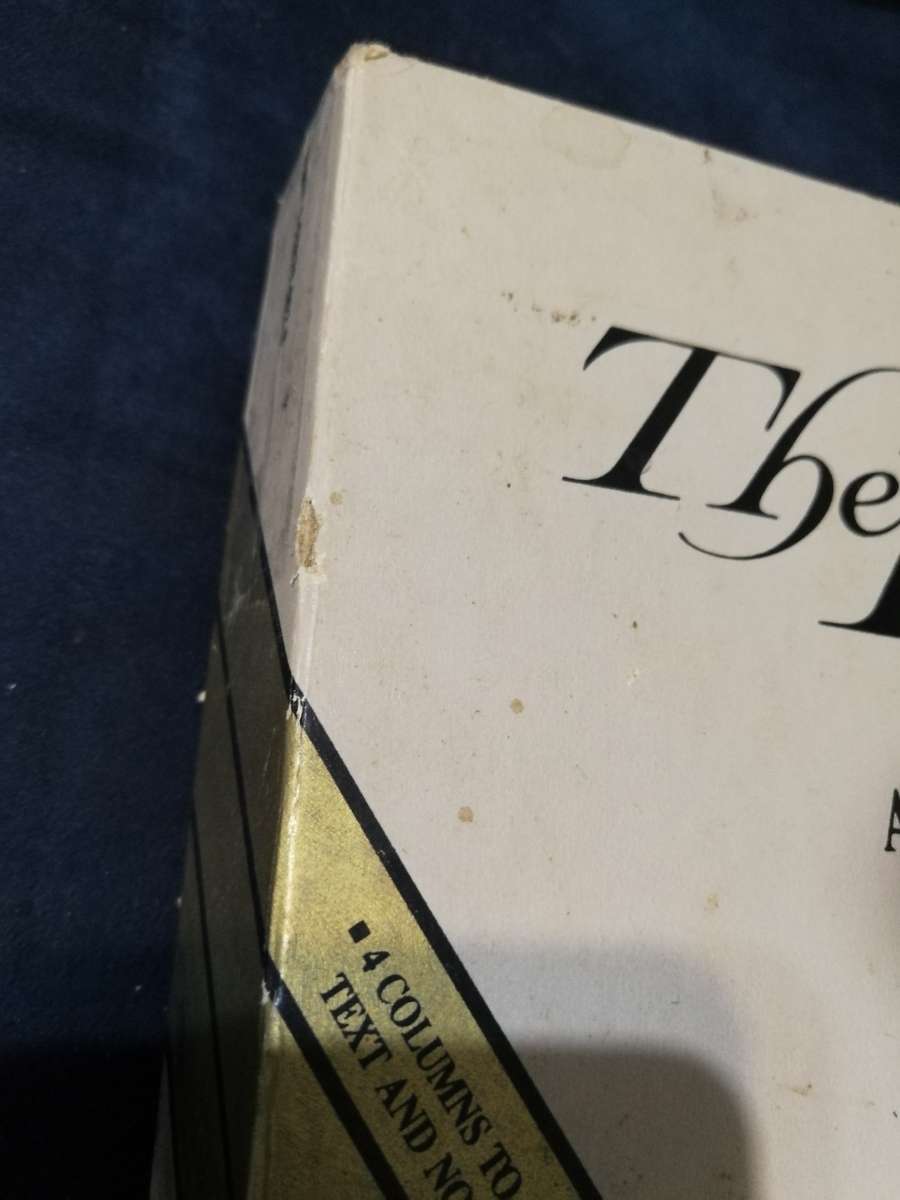 The
A
■ 4 COLUMNS TO
TEXT AND NO